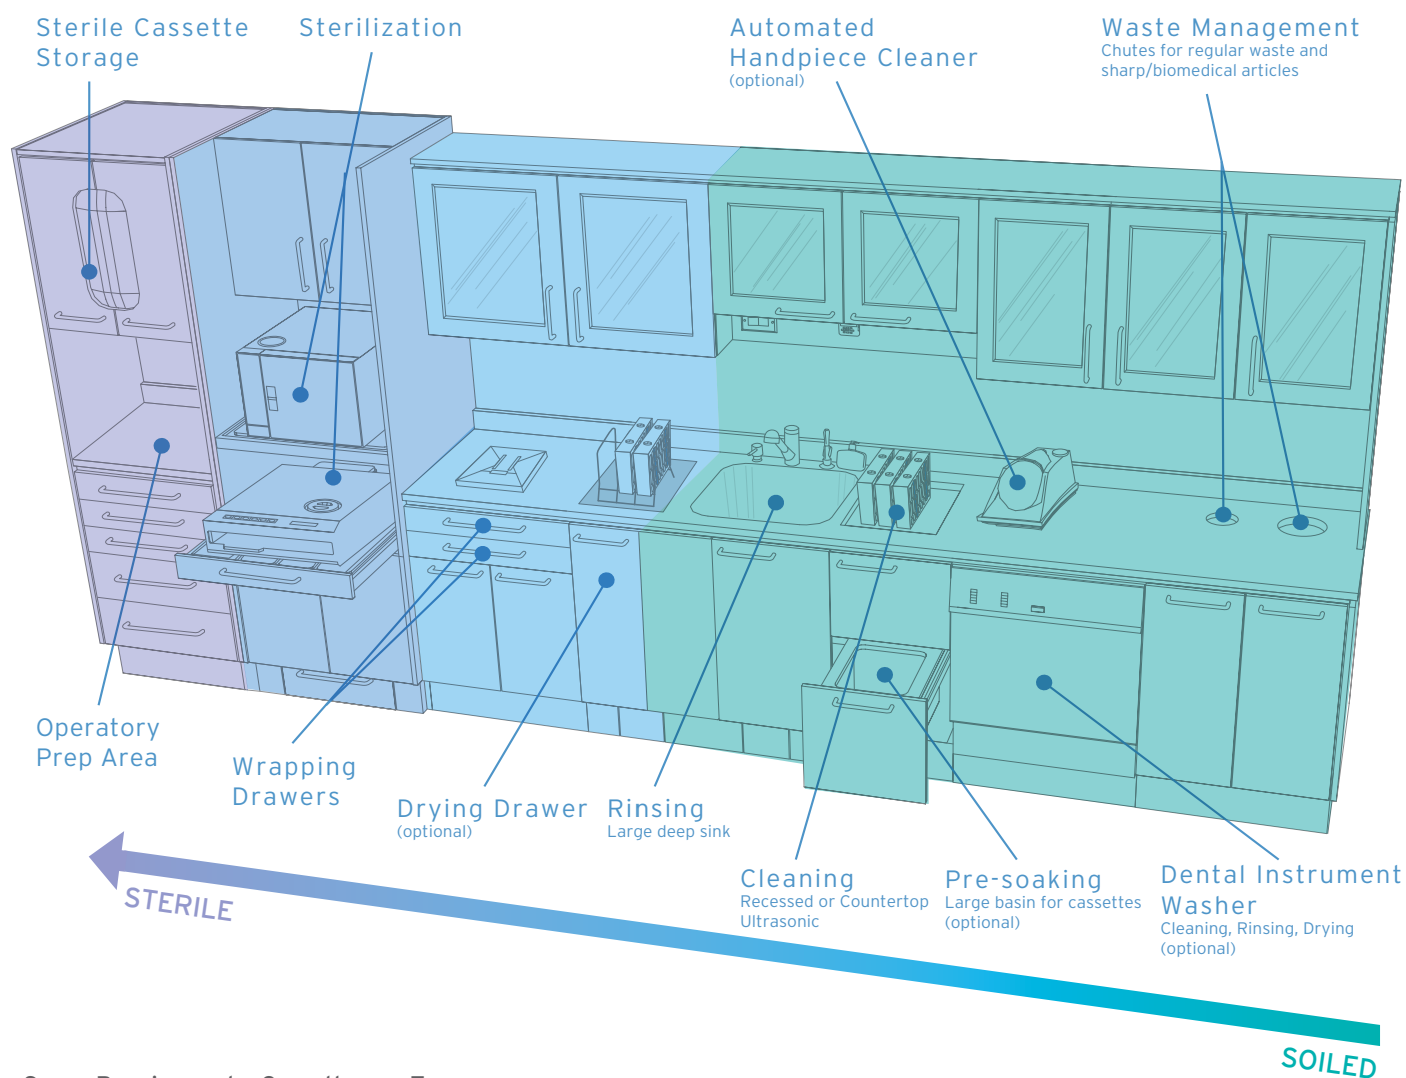 Sterile Cassette
Storage
Sterilization
Automated
Handpiece Cleaner
(optional)
Waste Management
Chutes for regular waste and
sharp/biomedical articles
Operatory
Prep Area
Wrapping
Drawers
Drying Drawer
(optional)
Rinsing
Large deep sink
Cleaning
Recessed or Countertop
Ultrasonic
Pre-soaking
Large basin for cassettes
(optional)
Dental Instrument
Washer
Cleaning, Rinsing, Drying
(optional)
STERILE
SOILED